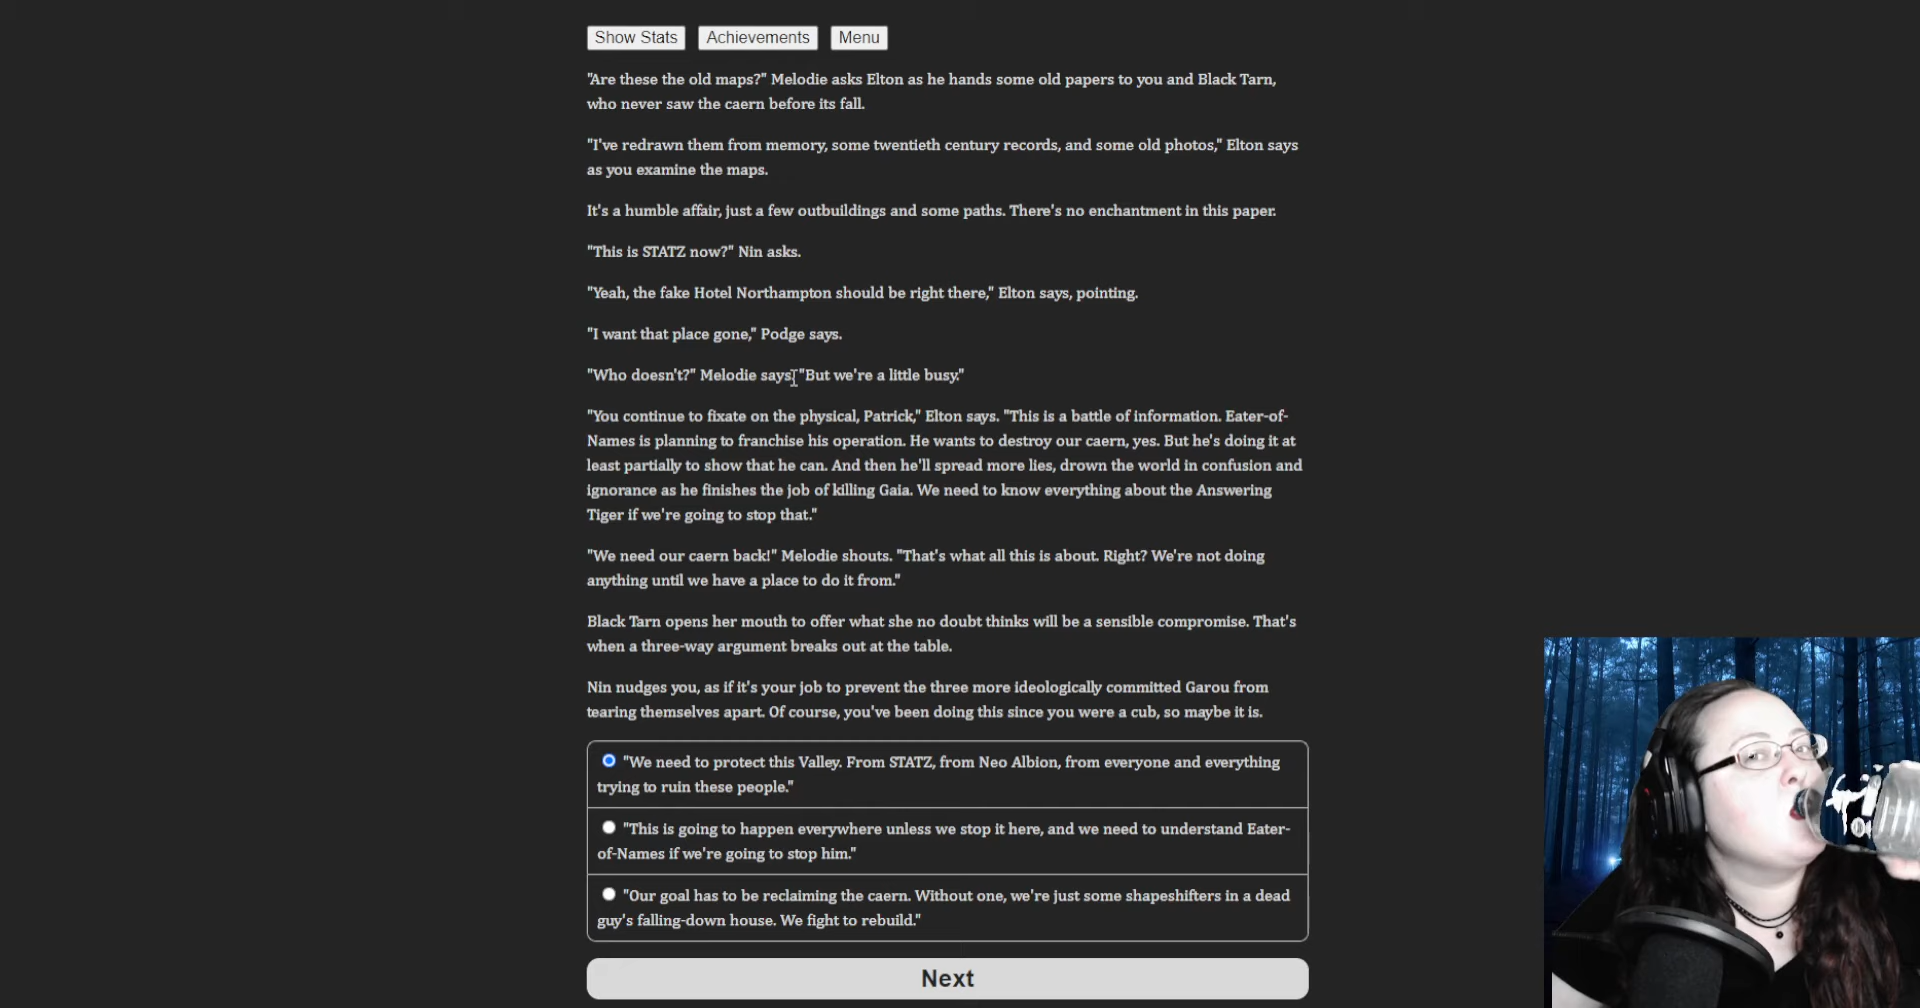 Show Stats
Achievements
Menu
"Are these the old maps?" Melodie asks Elton as he hands some old papers to you and Black Tarn,
who never saw the caern before its fall.
"I've redrawn them from memory, some twentieth century records, and some old photos," Elton says
as you examine the maps.
It's a humble affair, just a few outbuildings and some paths. There's no enchantment in this paper.
"This is STATZ now?" Nin asks.
"Yeah, the fake Hotel Northampton should be right there," Elton says, pointing.
"I want that place gone," Podge says.
"Who doesn't?" Melodie says. "But we're a little busy."
"You continue to fixate on the physical, Patrick," Elton says. "This is a battle of information. Eater-of-
Names is planning to franchise his operation. He wants to destroy our caern, yes. But he's doing it at
least partially to show that he can. And then he'll spread more lies, drown the world in confusion and
ignorance as he finishes the job of killing Gaia. We need to know everything about the Answering
Tiger if we're going to stop that."
"We need our caern back!" Melodie shouts. "That's what all this is about. Right? We're not doing
anything until we have a place to do it from."
Black Tarn opens her mouth to offer what she no doubt thinks will be a sensible compromise. That's
when a three-way argument breaks out at the table.
Nin nudges you, as if it's your job to prevent the three more ideologically committed Garou from
tearing themselves apart. Of course, you've been doing this since you were a cub, so maybe it is.
"We need to protect this Valley. From STATZ, from Neo Albion, from everyone and everything
trying to ruin these people."
"This is going to happen everywhere unless we stop it here, and we need to understand Eater-
of-Names if we're going to stop him."
"Our goal has to be reclaiming the caern. Without one, we're just some shapeshifters in a dead
guy's falling-down house. We fight to rebuild."
Next